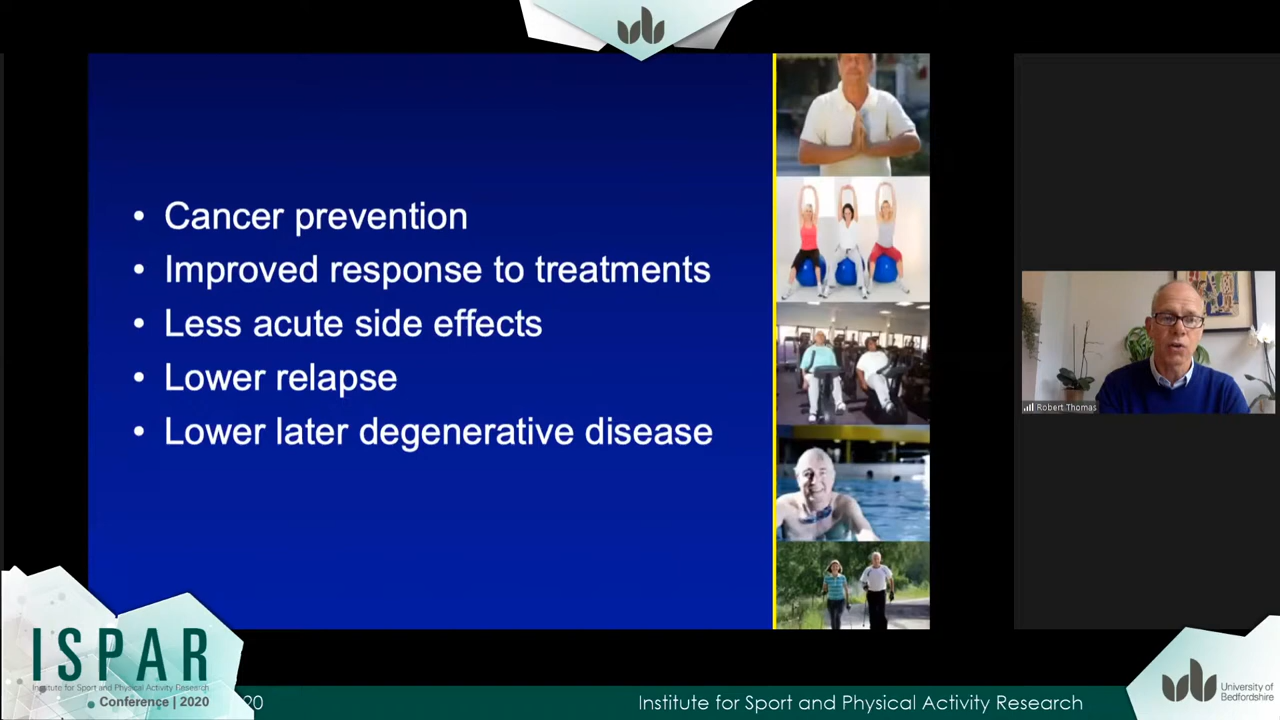 • Cancer prevention
• Improved response to treatments
• Less acute side effects
• Lower relapse
• Lower later degenerative disease
Robert Thomas
ISPAR
Institute for Sport and Physical Activity Research
Conference | 2020
20
Institute for Sport and Physical Activity Research
University of
Bedfordshire